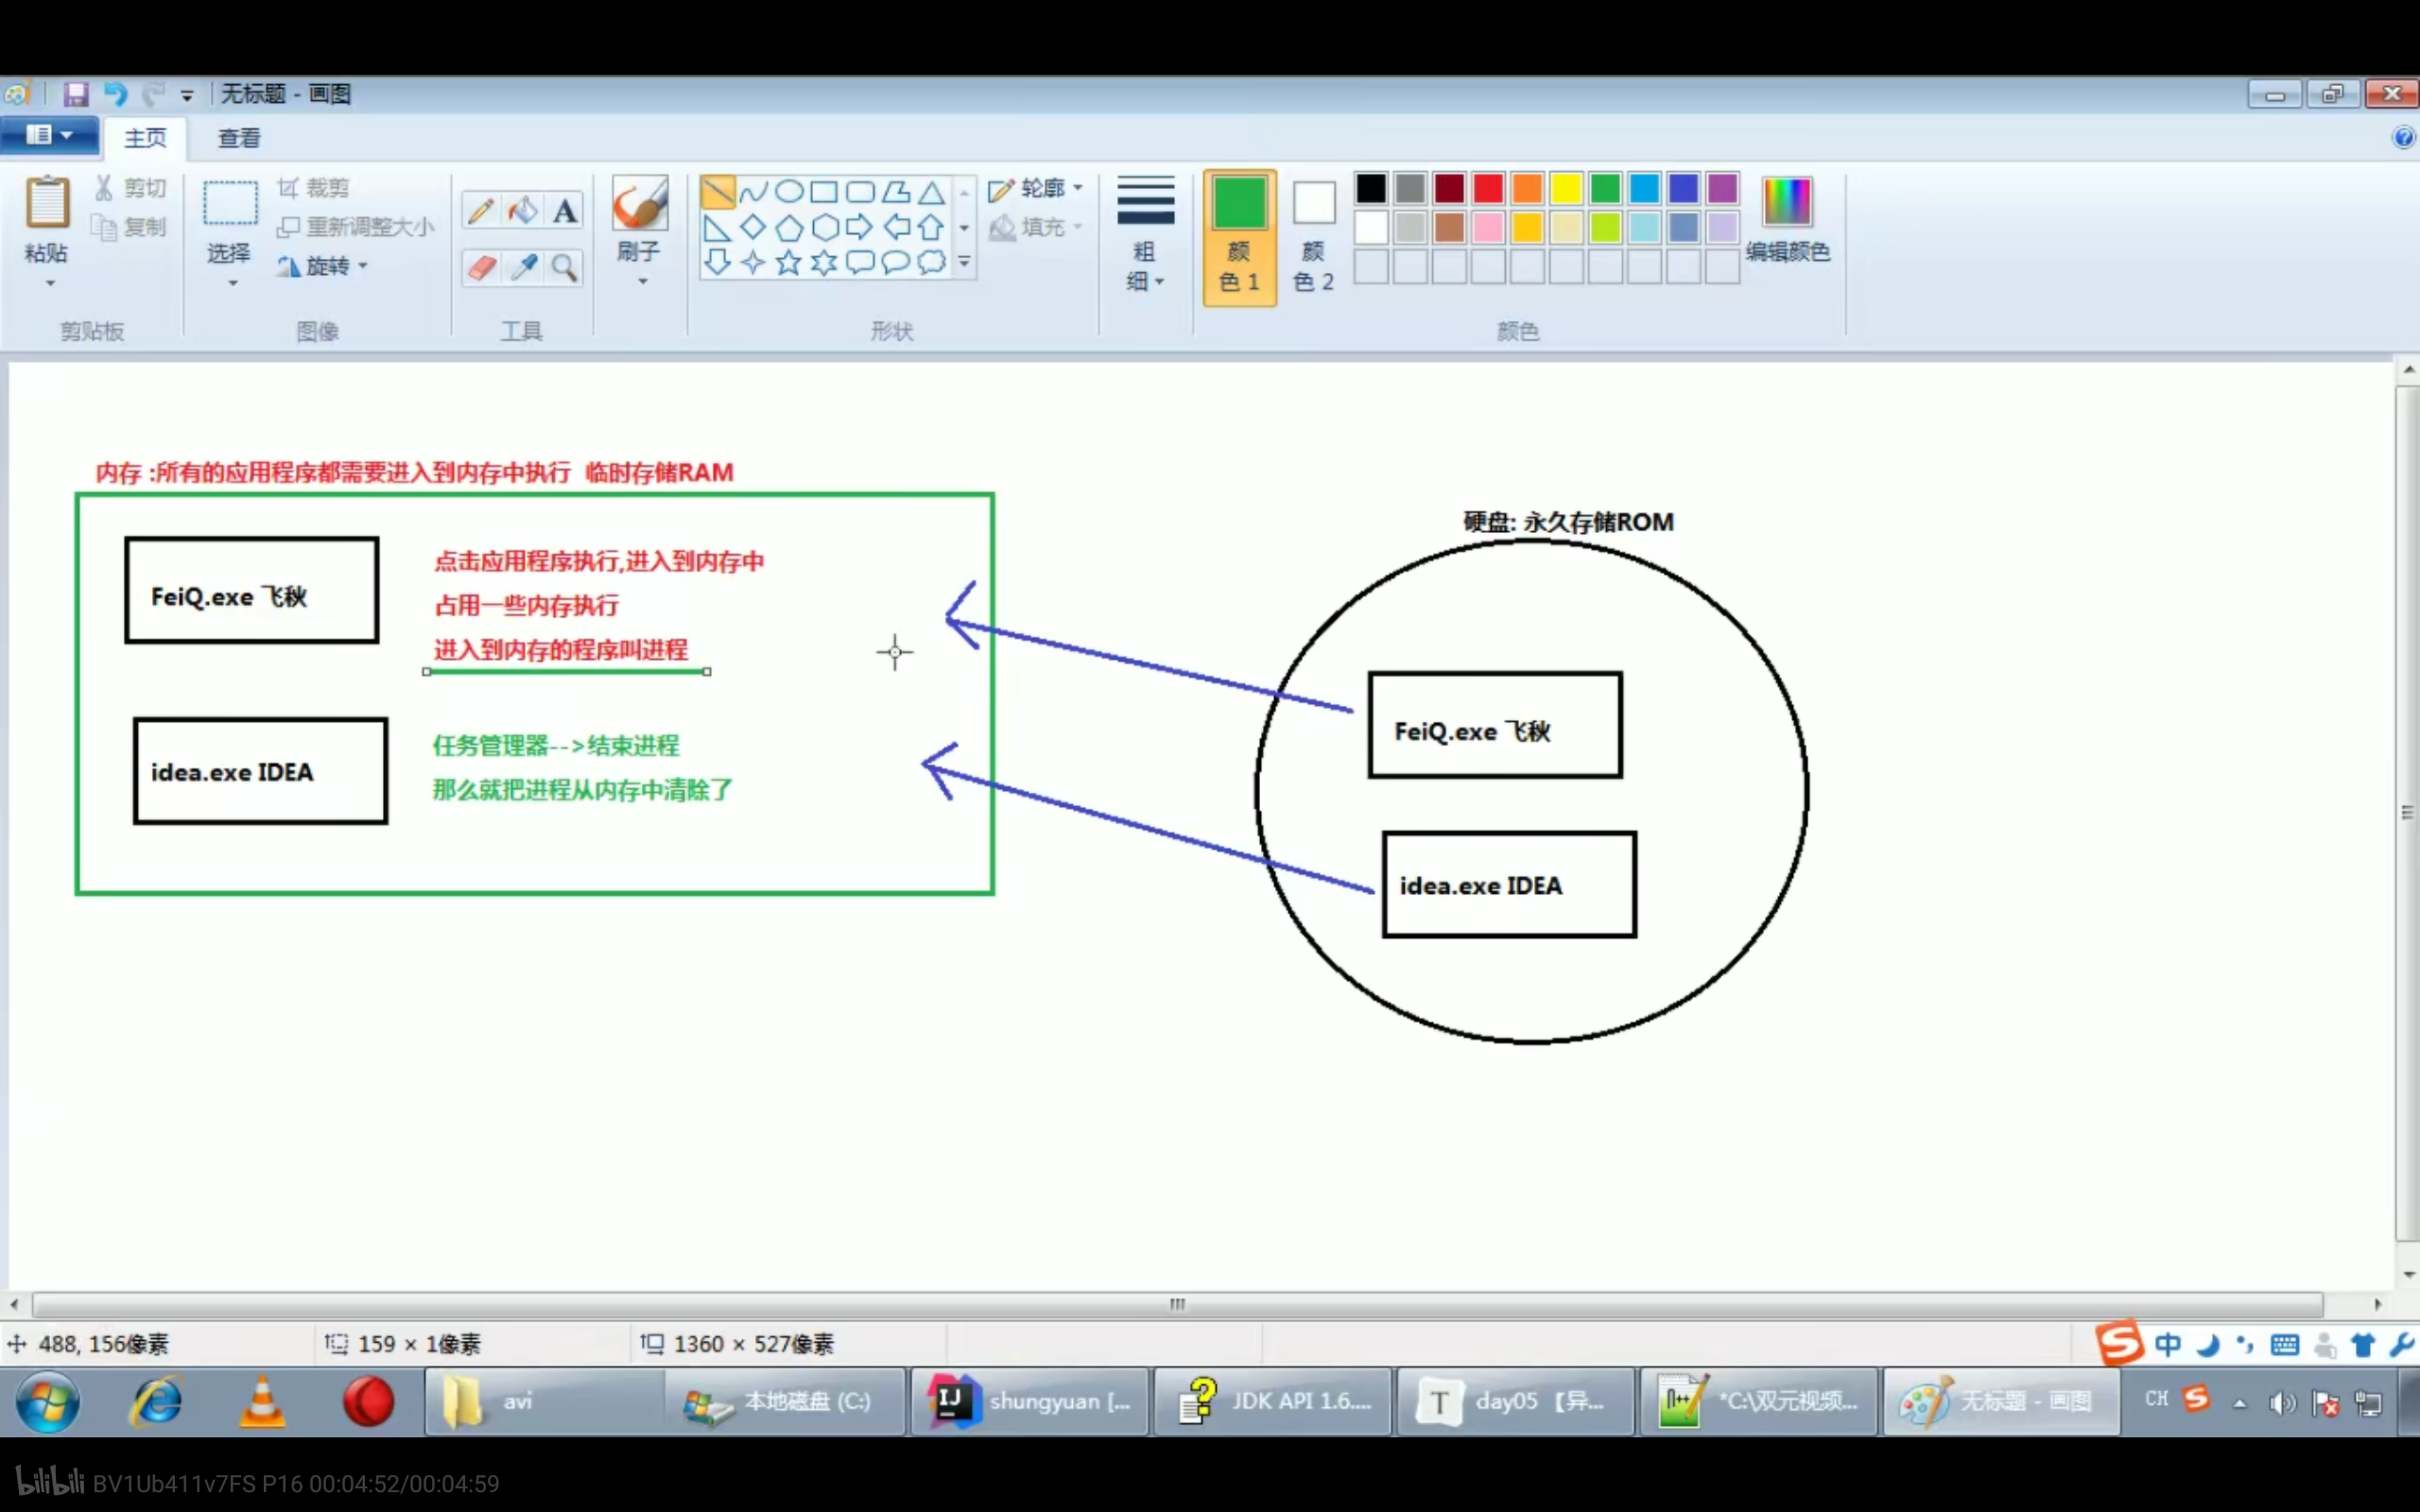 无标题 - 画图
主页 查看
粘贴 剪切 复制 选择 裁剪 重新调整大小 旋转 A 刷子 轮廓 填充 粗细 颜色 1 颜色 2 编辑颜色
剪贴板 图像 工具 形状 颜色
内存 :所有的应用程序都需要进入到内存中执行 临时存储RAM
FeiQ.exe 飞秋
点击应用程序执行,进入到内存中
占用一些内存执行
进入到内存的程序叫进程
idea.exe IDEA
任务管理器-->结束进程
那么就把进程从内存中清除了
硬盘: 永久存储ROM
FeiQ.exe 飞秋
idea.exe IDEA
488, 156像素 159 × 1像素 1360 × 527像素 中
avi 本地磁盘 (C:) IJ shungyuan [... JDK API 1.6.... T day05 【异... *C:\双元视频... 无标题 - 画图 CH
bilibili BV1Ub411v7FS P16 00:04:52/00:04:59